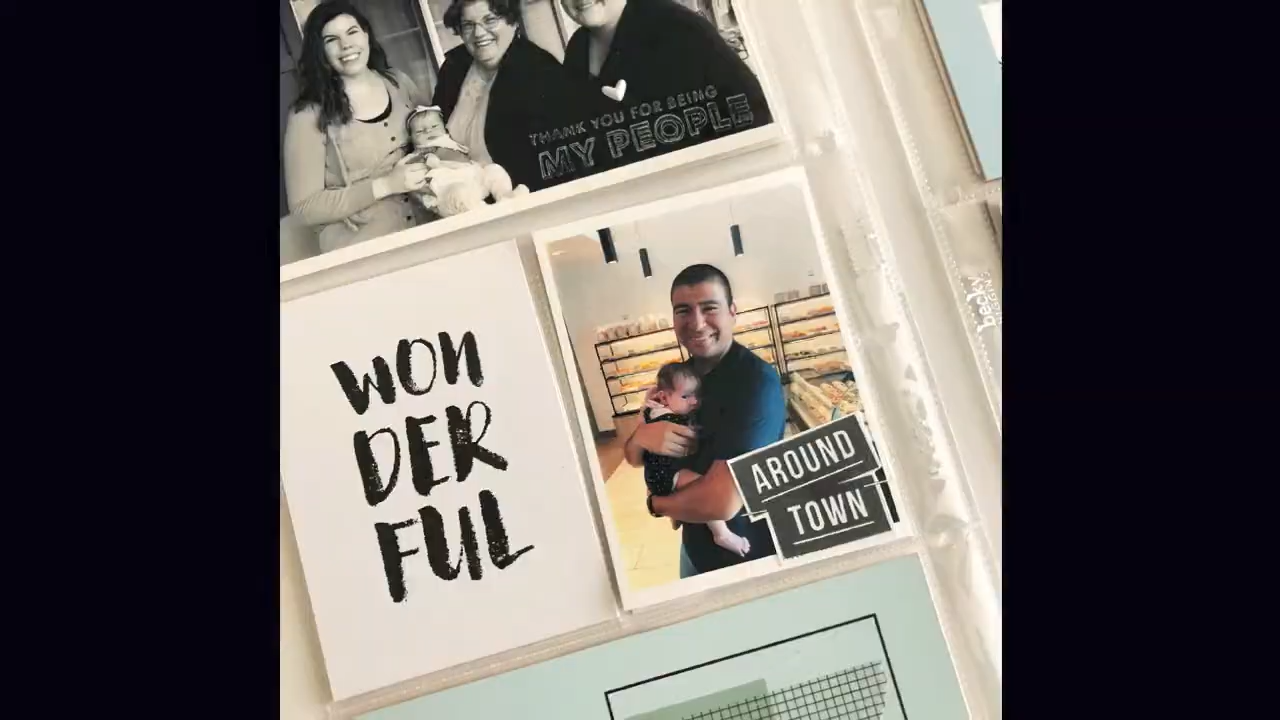 THANK YOU FOR BEING
MY PEOPLE
WON
DER
FUL
AROUND
TOWN
becky